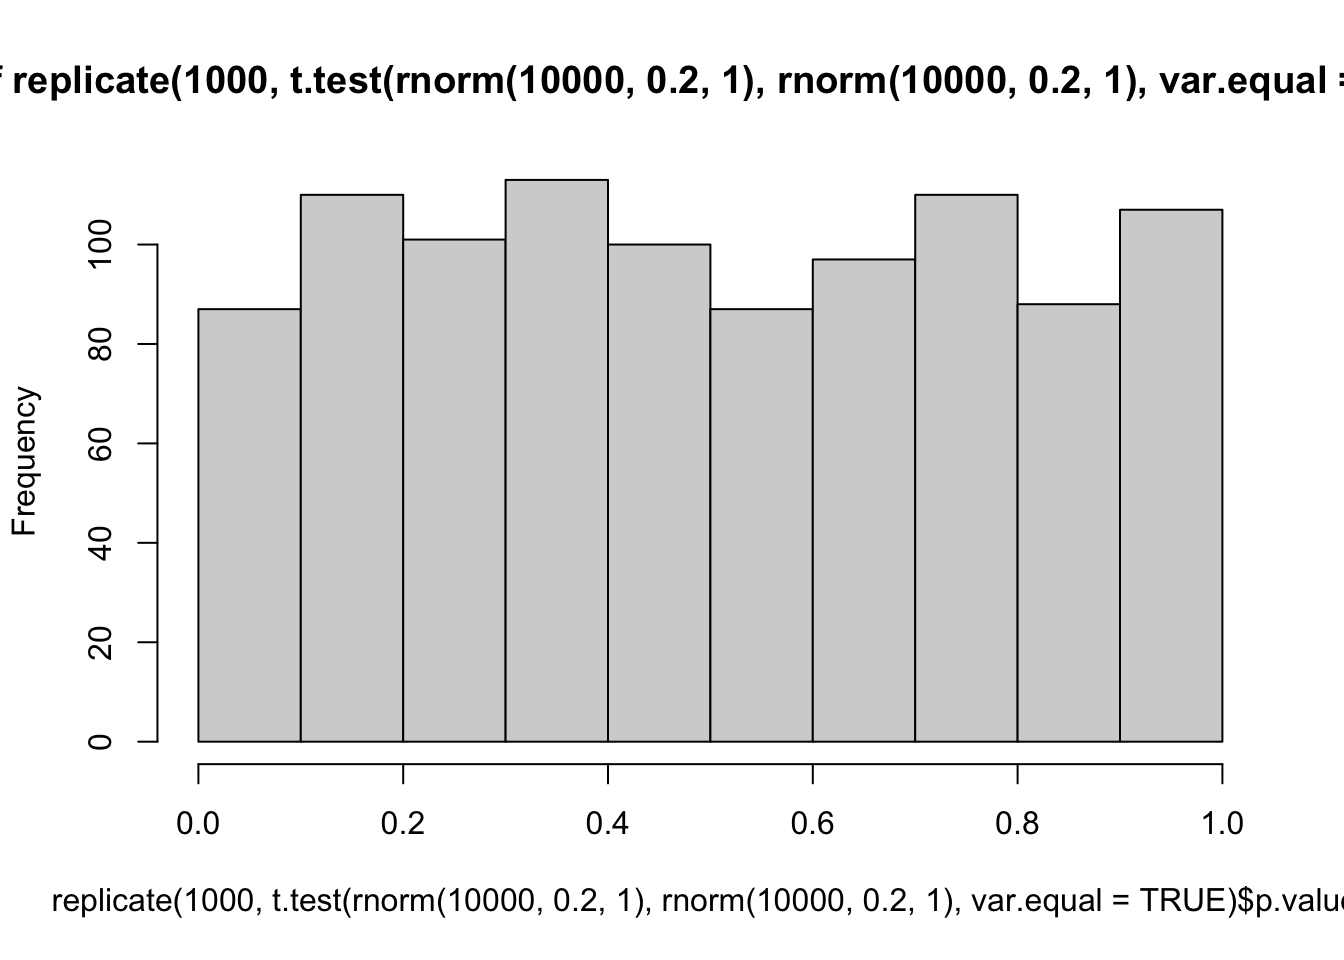 replicate(1000, t.test(rnorm(10000, 0.2, 1), rnorm(10000, 0.2, 1), var.equal =
Frequency
100
80
60
40
20
0
0.0 0.2 0.4 0.6 0.8 1.0
replicate(1000, t.test(rnorm(10000, 0.2, 1), rnorm(10000, 0.2, 1), var.equal = TRUE)$p.value